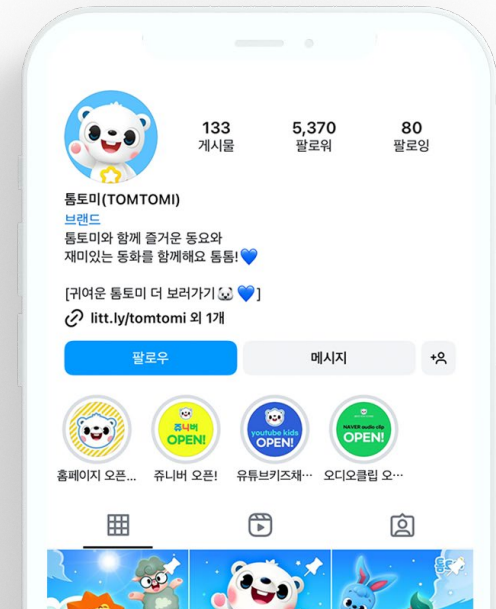 133
게시물
5,370
팔로워
80
팔로잉
톰토미(TOMTOMI)
브랜드
톰토미와 함께 즐거운 동요와
재미있는 동화를 함께해요 톰톰!💙
[귀여운 톰토미 더 보러가기🐼💙]
litt.ly/tomtomi 외 1개
팔로우
메시지
쥬니버
OPEN!
youtube kids
OPEN!
NAVER audio clip
OPEN!
홈페이지 오픈...
쥬니버 오픈!
유튜브키즈채...
오디오클립 오...